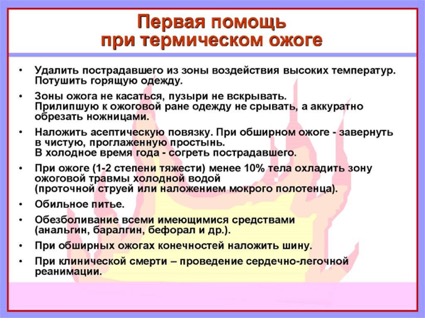 Первая помощь
при термическом ожоге
• Удалить пострадавшего из зоны воздействия высоких температур.
Потушить горящую одежду.
• Зоны ожога не касаться, пузыри не вскрывать.
Прилипшую к ожоговой ране одежду не срывать, а аккуратно
обрезать ножницами.
• Наложить асептическую повязку. При обширном ожоге - завернуть
в чистую, проглаженную простынь.
В холодное время года - согреть пострадавшего.
• При ожоге (1-2 степени тяжести) менее 10% тела охладить зону
ожоговой травмы холодной водой
(проточной струей или наложением мокрого полотенца).
• Обильное питье.
• Обезболивание всеми имеющимися средствами
(анальгин, баралгин, бефорал и др.).
• При обширных ожогах конечностей наложить шину.
• При клинической смерти – проведение сердечно-легочной
реанимации.